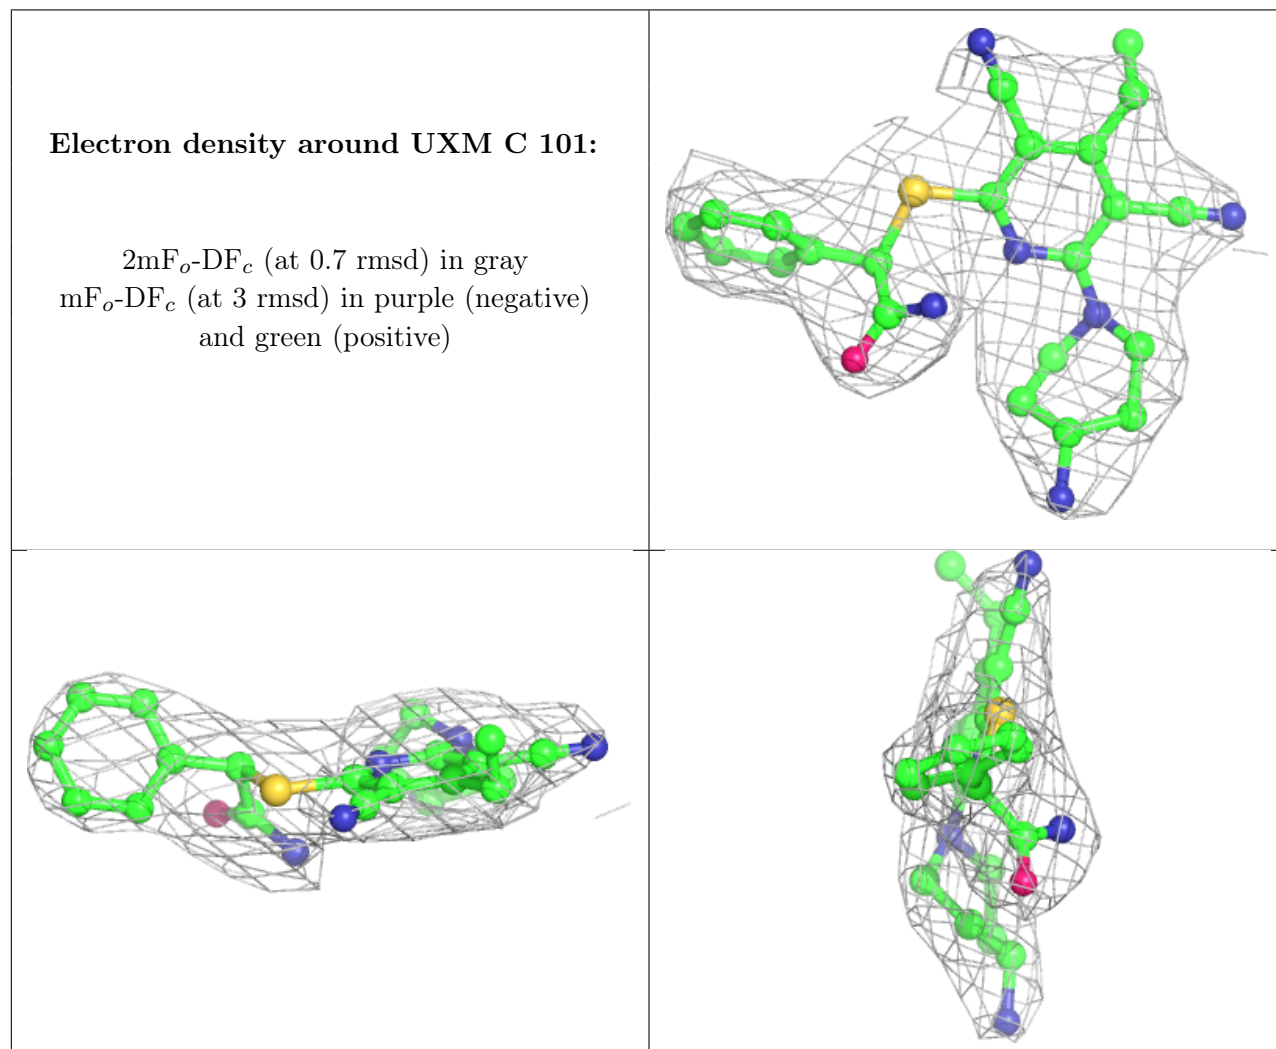 Electron density around UXM C 101:
2mFₒ-DF𝒸 (at 0.7 rmsd) in gray
mFₒ-DF𝒸 (at 3 rmsd) in purple (negative)
and green (positive)